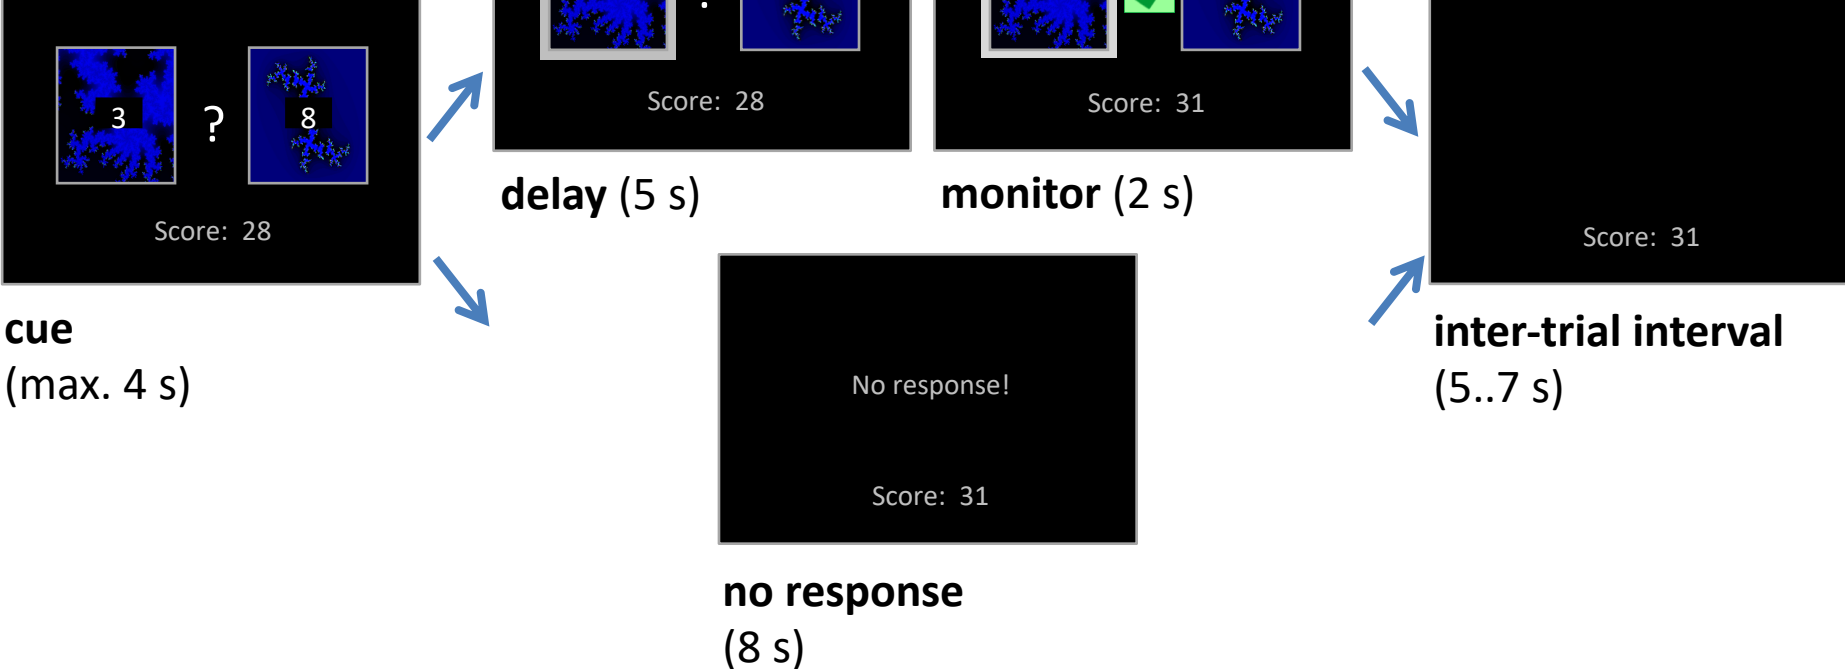 3 ? 8
Score: 28
cue
(max. 4 s)
Score: 28
delay (5 s)
Score: 31
monitor (2 s)
No response!
Score: 31
no response
(8 s)
Score: 31
inter-trial interval
(5..7 s)